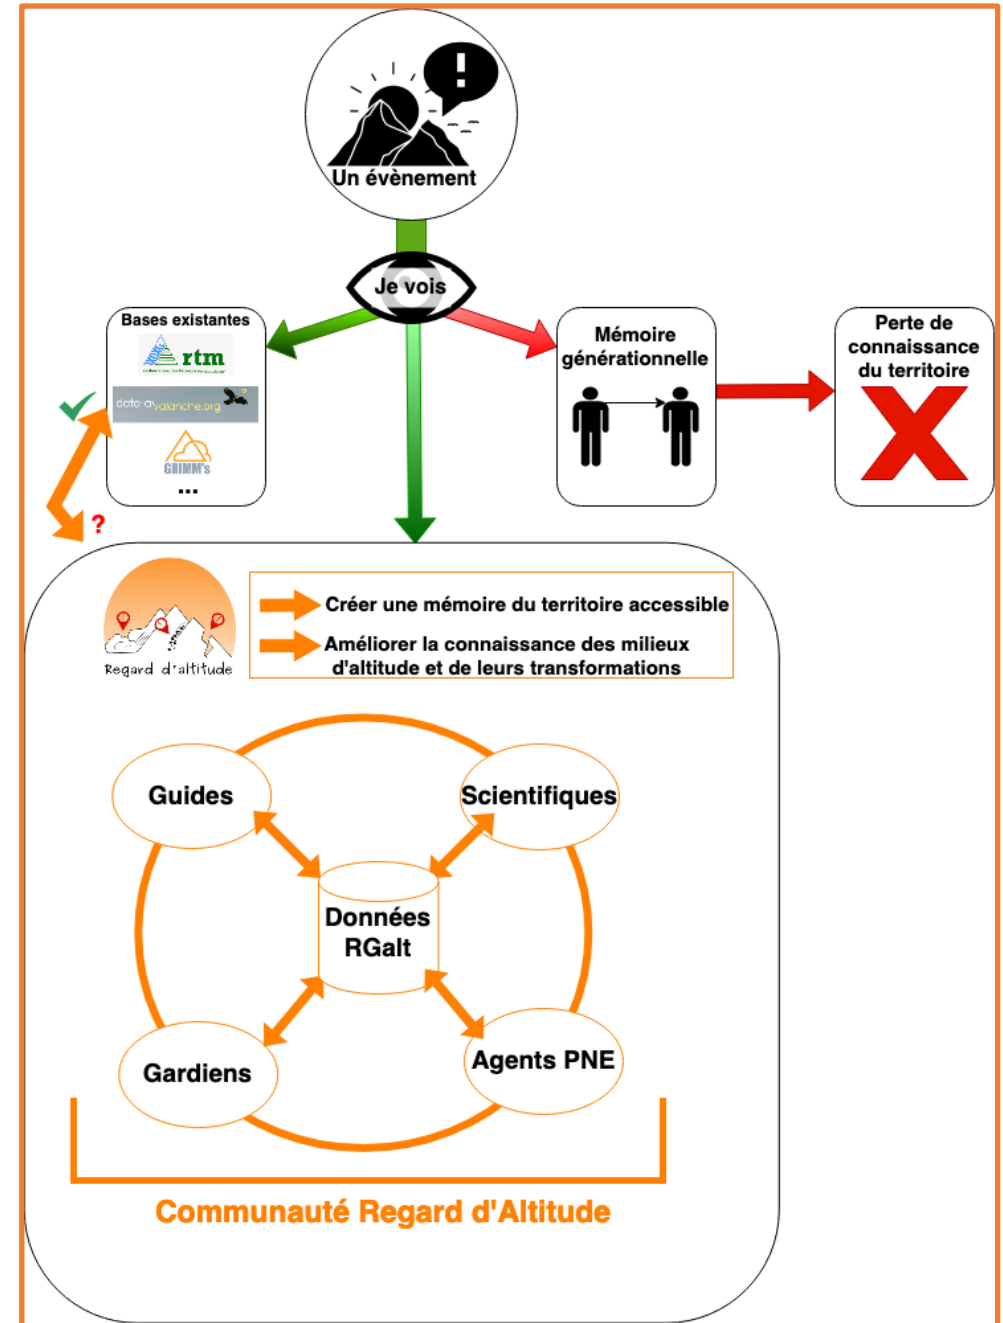 !
Un évènement
Je vois
Bases existantes
rtm
data-avalanche.org
GRIMM's
...
Mémoire
générationnelle
Perte de
connaissance
du territoire
X
?
Regard d'altitude
Créer une mémoire du territoire accessible
Améliorer la connaissance des milieux
d'altitude et de leurs transformations
Guides
Scientifiques
Données
RGalt
Gardiens
Agents PNE
Communauté Regard d'Altitude